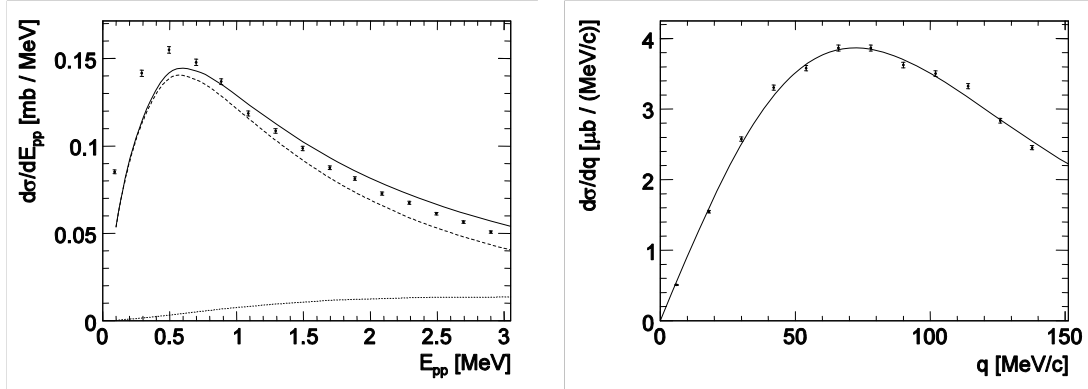 dσ/dE_pp [mb / MeV]
0.15
0.1
0.05
0
0 0.5 1 1.5 2 2.5 3
E_pp [MeV]
dσ/dq [μb / (MeV/c)]
4
3
2
1
0
0 50 100 150
q [MeV/c]